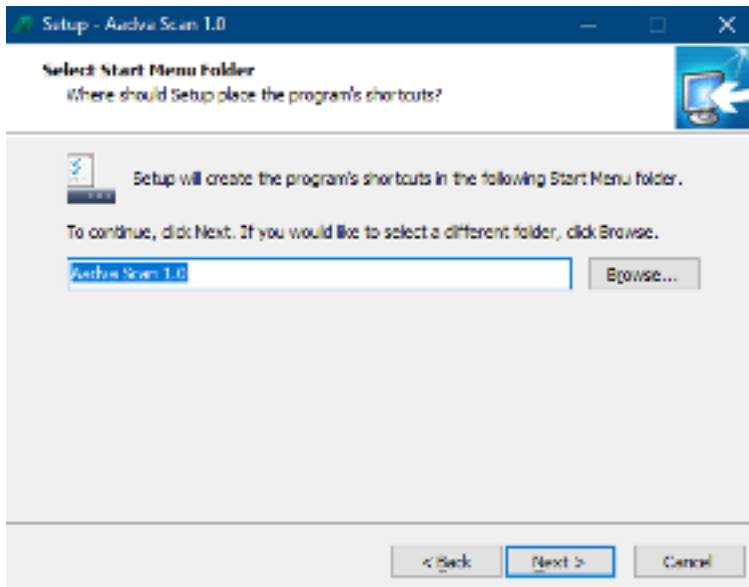 Setup - Aadva Scan 1.0
Select Start Menu Folder
Where should Setup place the program's shortcuts?
Setup will create the program's shortcuts in the following Start Menu folder.
To continue, click Next. If you would like to select a different folder, click Browse.
Aadva Scan 1.0
Browse...
< Back
Next >
Cancel